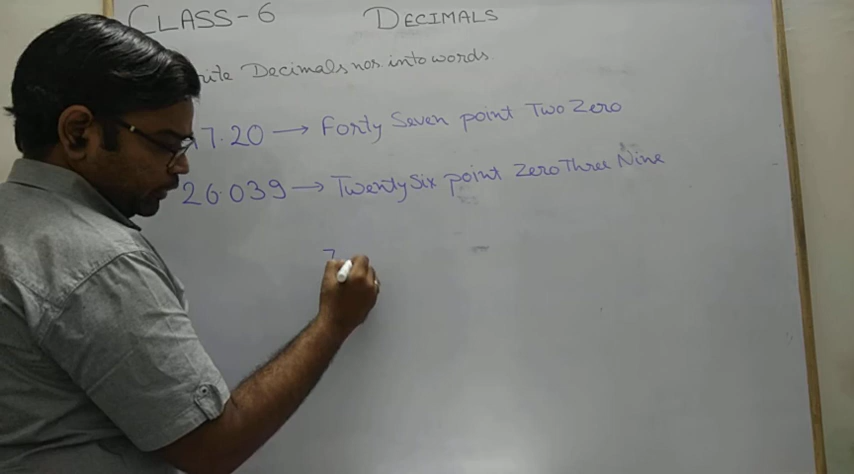 CLASS-6 DECIMALS
Decimals nos into words.
7.20 → Forty Seven point Two Zero
26.039 → Twenty Six point Zero Three Nine